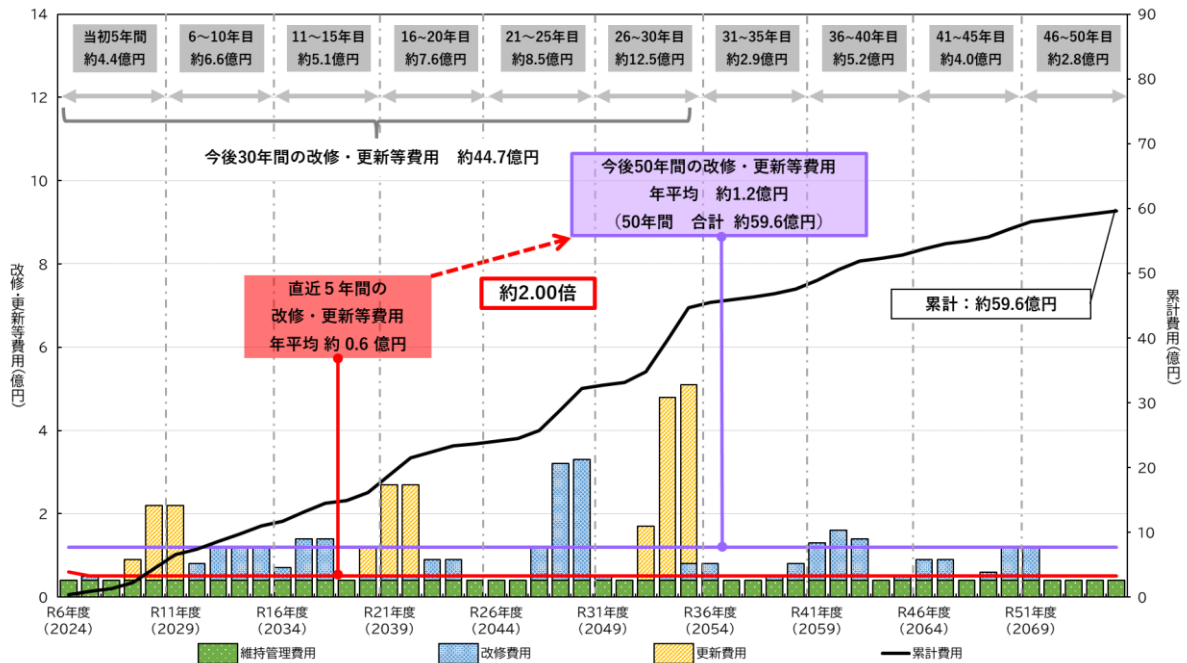 14
12
10
8
6
4
2
0
改修・更新等費用(億円)
当初5年間
約4.4億円
6～10年目
約6.6億円
11～15年目
約5.1億円
16～20年目
約7.6億円
21～25年目
約8.5億円
26～30年目
約12.5億円
31～35年目
約2.9億円
36～40年目
約5.2億円
41～45年目
約4.0億円
46～50年目
約2.8億円
今後30年間の改修・更新等費用 約44.7億円
今後50年間の改修・更新等費用
年平均 約1.2億円
（50年間 合計 約59.6億円）
直近５年間の
改修・更新等費用
年平均 約 0.6 億円
約2.00倍
累計：約59.6億円
90
80
70
60
50
40
30
20
10
0
累計費用(億円)
R6年度
(2024)
R11年度
(2029)
R16年度
(2034)
R21年度
(2039)
R26年度
(2044)
R31年度
(2049)
R36年度
(2054)
R41年度
(2059)
R46年度
(2064)
R51年度
(2069)
維持管理費用
改修費用
更新費用
累計費用